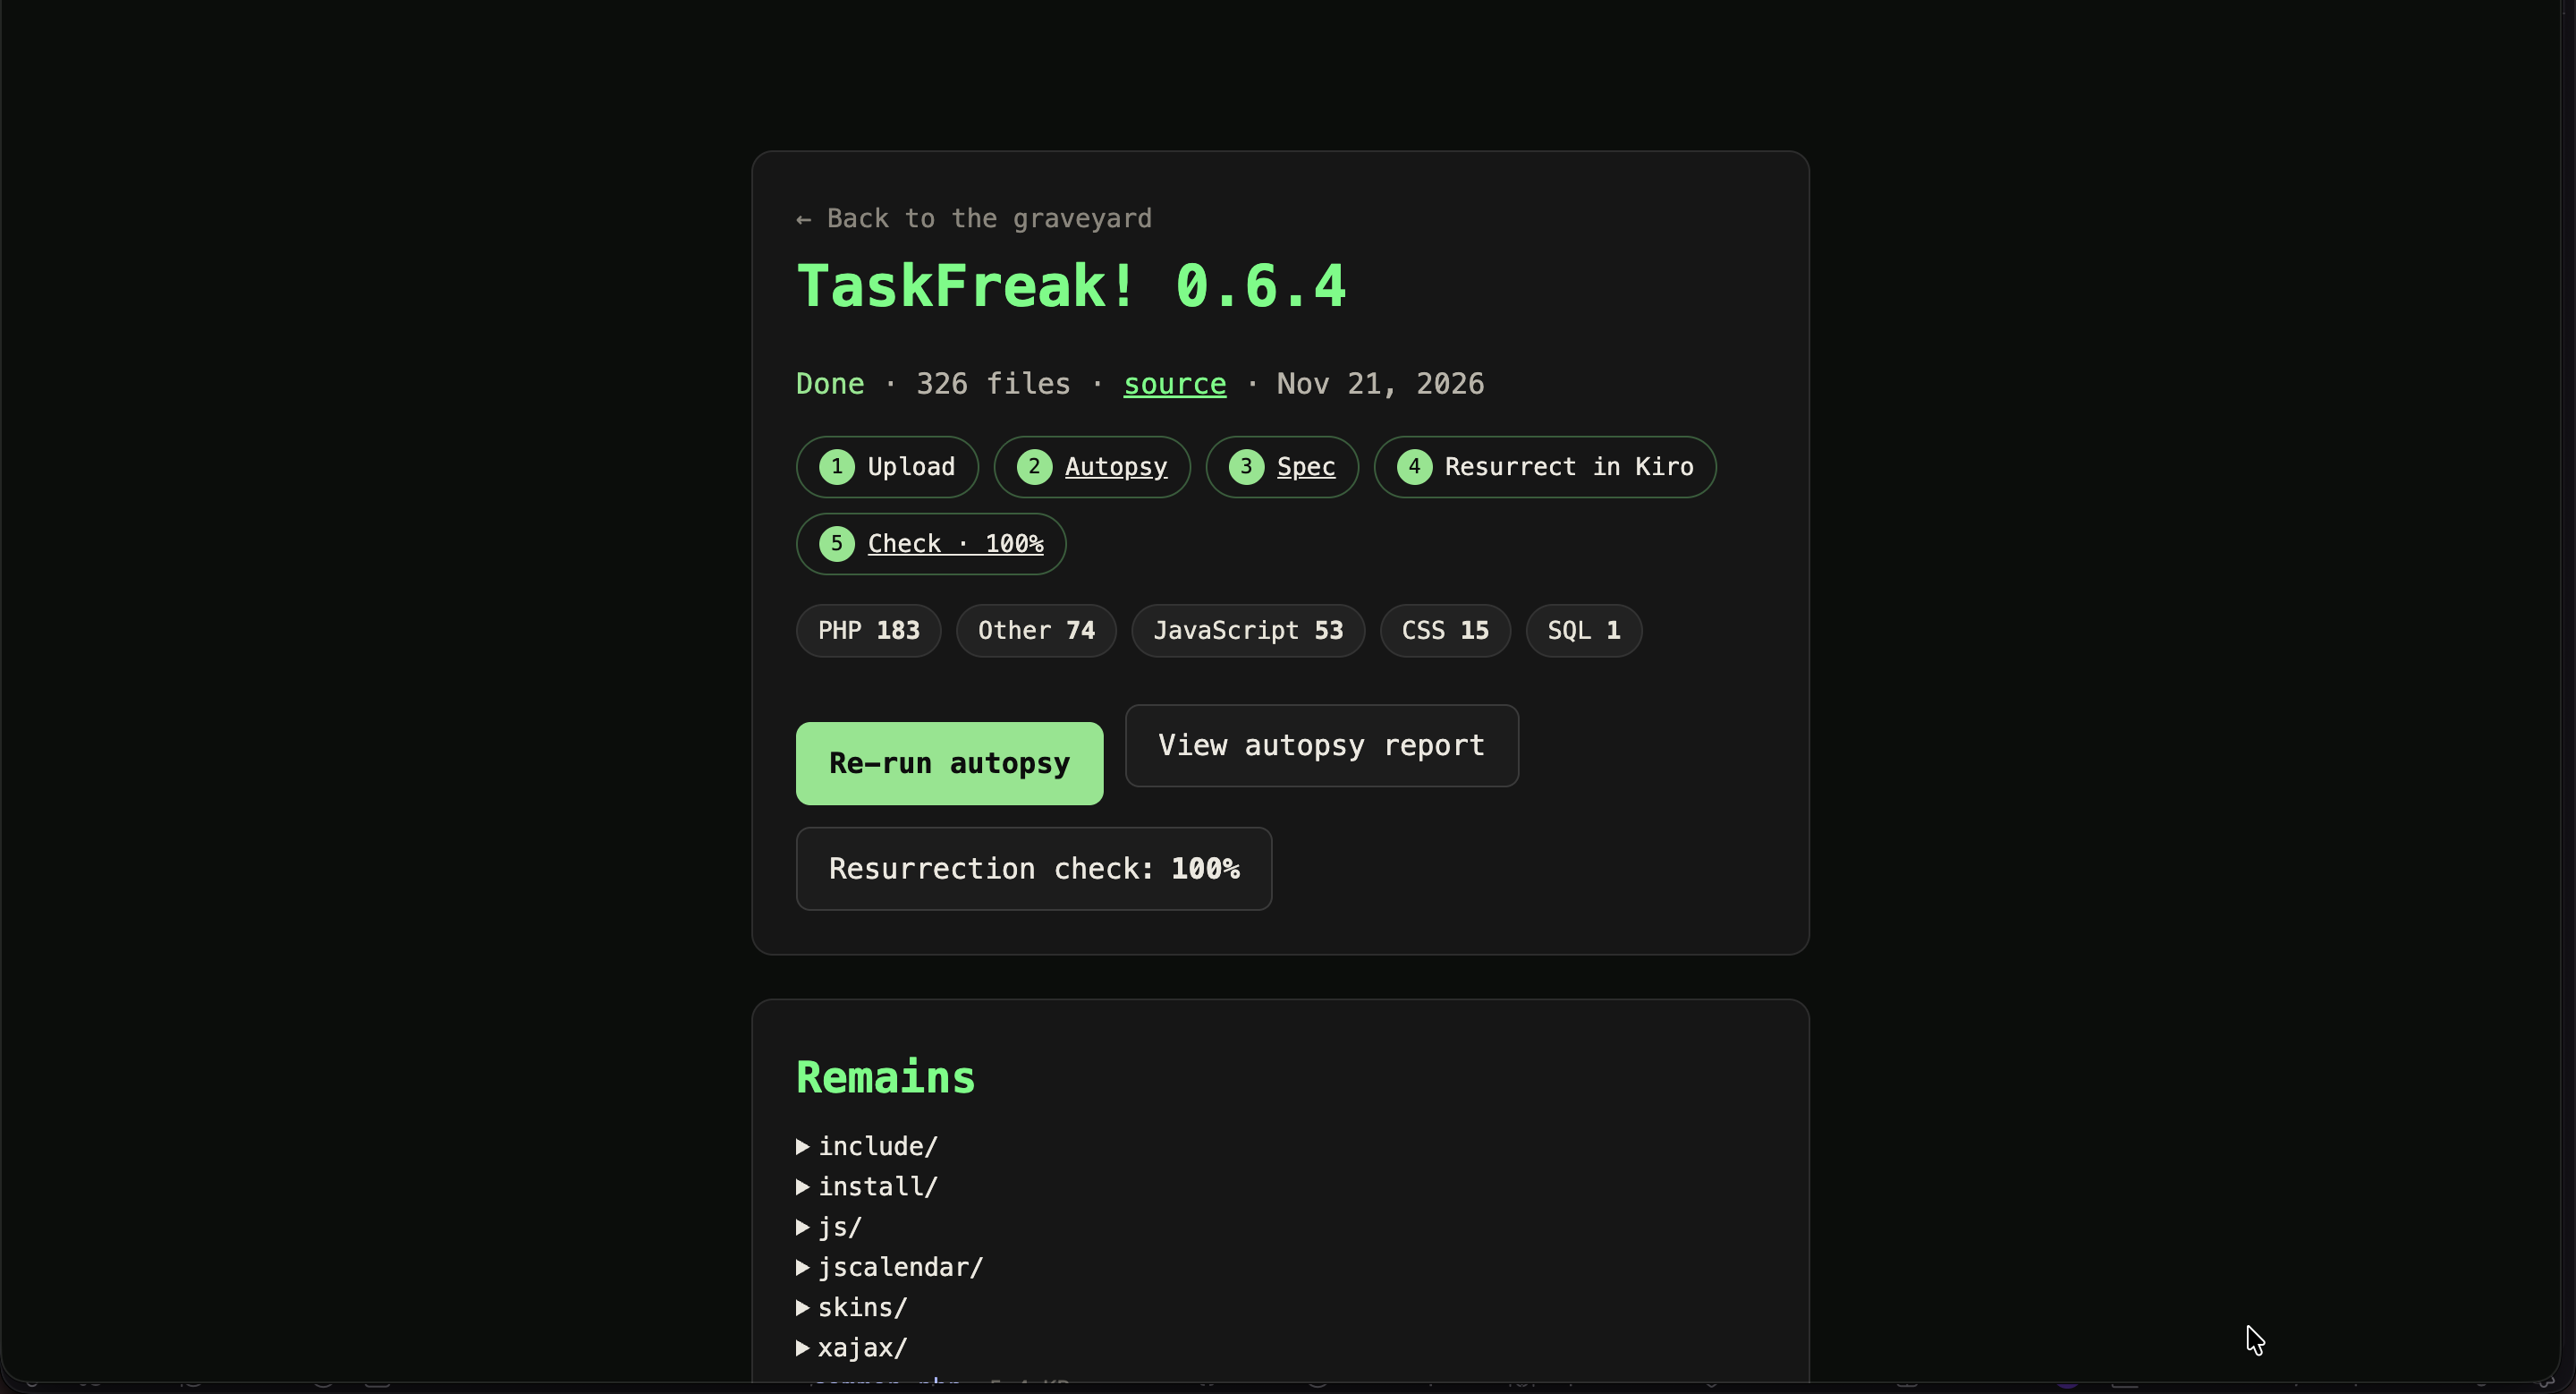 ← Back to the graveyard
TaskFreak! 0.6.4
Done · 326 files · source · Nov 21, 2026
1 Upload 2 Autopsy 3 Spec 4 Resurrect in Kiro
5 Check · 100%
PHP 183 Other 74 JavaScript 53 CSS 15 SQL 1
Re-run autopsy View autopsy report
Resurrection check: 100%
Remains
▶ include/
▶ install/
▶ js/
▶ jscalendar/
▶ skins/
▶ xajax/